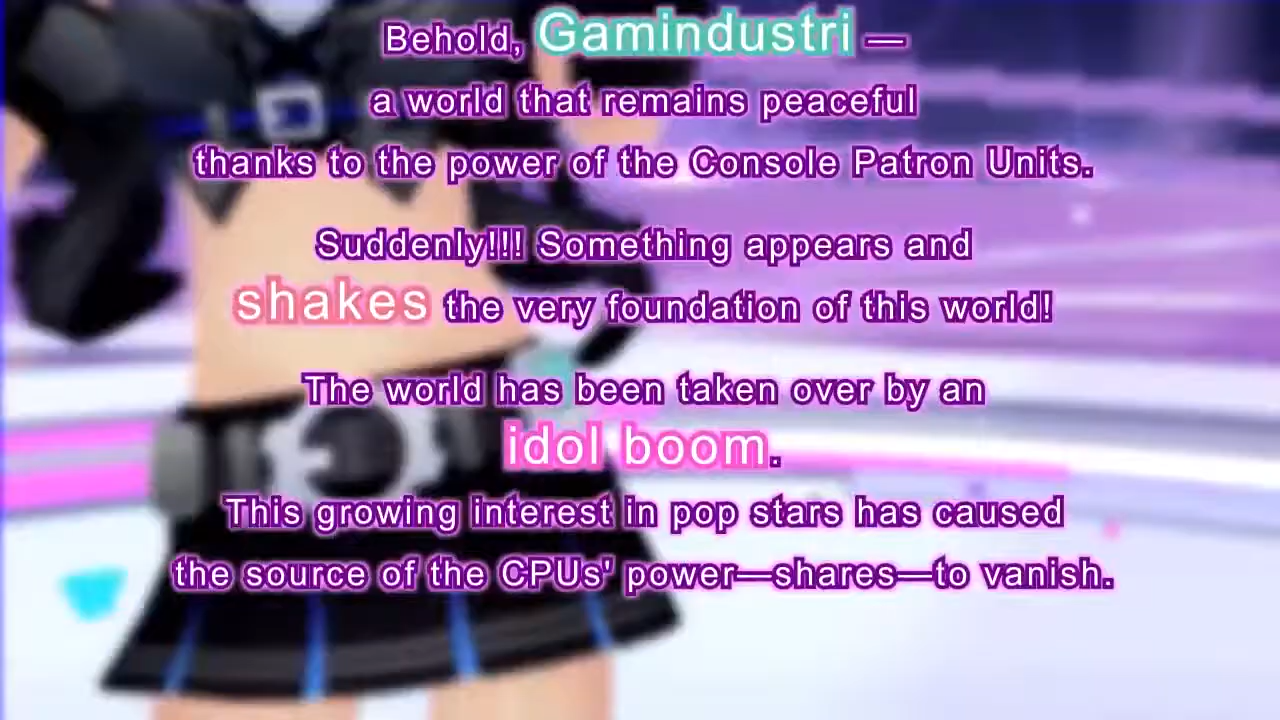 Behold, Gamindustri —
a world that remains peaceful
thanks to the power of the Console Patron Units.
Suddenly!!! Something appears and
shakes the very foundation of this world!
The world has been taken over by an
idol boom.
This growing interest in pop stars has caused
the source of the CPUs' power—shares—to vanish.